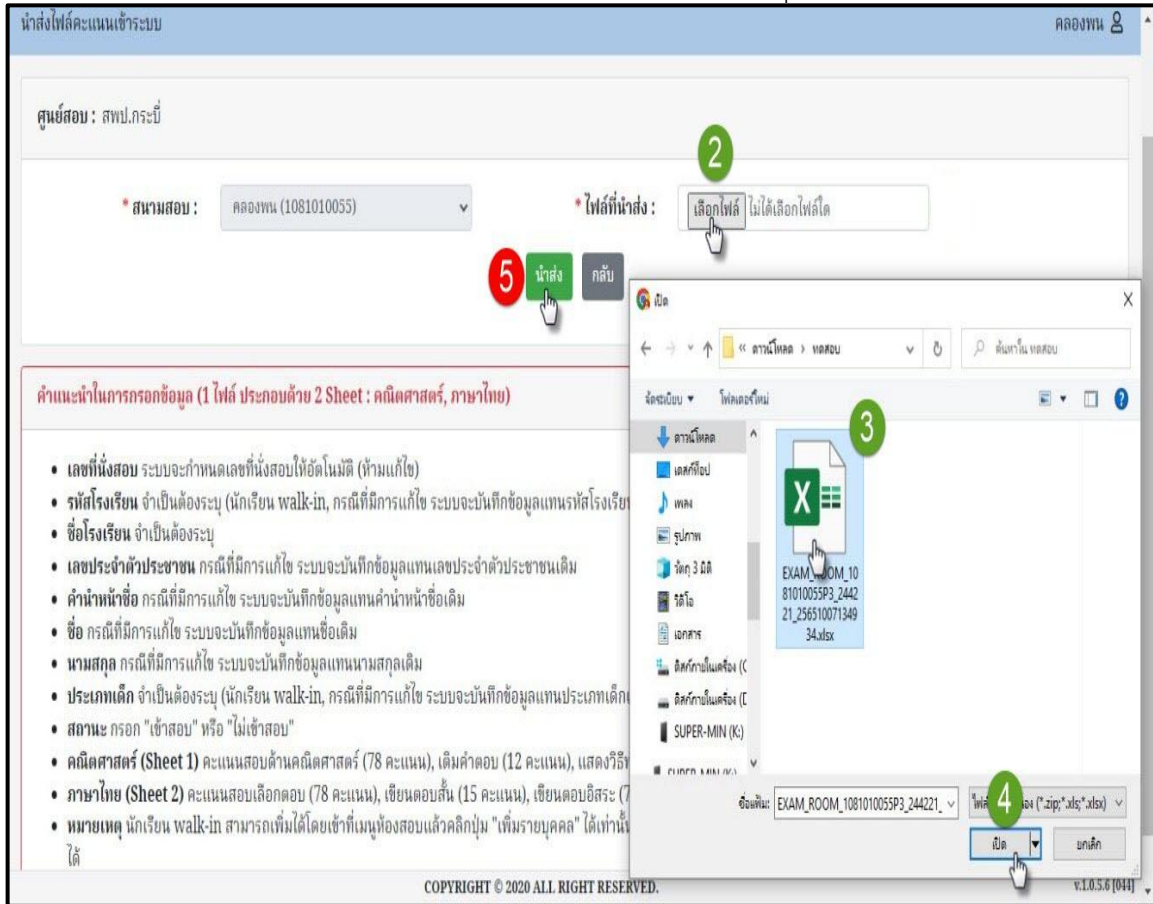 นำส่งไฟล์คะแนนเข้าระบบ
คลองพน
ศูนย์สอบ : สพป.กระบี่
2
* สนามสอบ :
คลองพน (1081010055)
* ไฟล์ที่นำส่ง :
เลือกไฟล์ ไม่ได้เลือกไฟล์ใด
5
นำส่ง
กลับ
คำแนะนำในการกรอกข้อมูล (1 ไฟล์ ประกอบด้วย 2 Sheet : คณิตศาสตร์, ภาษาไทย)
• เลขที่นั่งสอบ ระบบจะกำหนดเลขที่นั่งสอบให้อัตโนมัติ (ห้ามแก้ไข)
• รหัสโรงเรียน จำเป็นต้องระบุ (นักเรียน walk-in, กรณีที่มีการแก้ไข ระบบจะบันทึกข้อมูลแทนรหัสโรงเรียน
• ชื่อโรงเรียน จำเป็นต้องระบุ
• เลขประจำตัวประชาชน กรณีที่มีการแก้ไข ระบบจะบันทึกข้อมูลแทนเลขประจำตัวประชาชนเดิม
• คำนำหน้าชื่อ กรณีที่มีการแก้ไข ระบบจะบันทึกข้อมูลแทนคำนำหน้าชื่อเดิม
• ชื่อ กรณีที่มีการแก้ไข ระบบจะบันทึกข้อมูลแทนชื่อเดิม
• นามสกุล กรณีที่มีการแก้ไข ระบบจะบันทึกข้อมูลแทนนามสกุลเดิม
• ประเภทเด็ก จำเป็นต้องระบุ (นักเรียน walk-in, กรณีที่มีการแก้ไข ระบบจะบันทึกข้อมูลแทนประเภทเด็ก
• สถานะ กรอก "เข้าสอบ" หรือ "ไม่เข้าสอบ"
• คณิตศาสตร์ (Sheet 1) คะแนนสอบด้านคณิตศาสตร์ (78 คะแนน), เติมคำตอบ (12 คะแนน), แสดงวิธี
• ภาษาไทย (Sheet 2) คะแนนสอบเลือกตอบ (78 คะแนน), เขียนตอบสั้น (15 คะแนน), เขียนตอบอิสระ (7
• หมายเหตุ นักเรียน walk-in สามารถเพิ่มได้โดยเข้าที่เมนูห้องสอบแล้วคลิกปุ่ม "เพิ่มรายบุคคล" ได้เท่านั้น
ได้
เปิด
« ดาวน์โหลด › ทดสอบ
ค้นหาใน ทดสอบ
จัดระเบียบ
โฟลเดอร์ใหม่
3
ดาวน์โหลด
เดสก์ท็อป
เพลง
รูปภาพ
วัตถุ 3 มิติ
วิดีโอ
เอกสาร
ดิสก์ภายในเครื่อง (C
ดิสก์ภายในเครื่อง (D
SUPER-MIN (K:)
SUPER-MIN (K:)
X
EXAM_ROOM_10
81010055P3_2442
21_256510071349
34.xlsx
ชื่อแฟ้ม:
EXAM_ROOM_1081010055P3_244221_
(*.zip;*.xls;*.xlsx)
4
เปิด
ยกเลิก
COPYRIGHT © 2020 ALL RIGHT RESERVED.
v.1.0.5.6 [044]